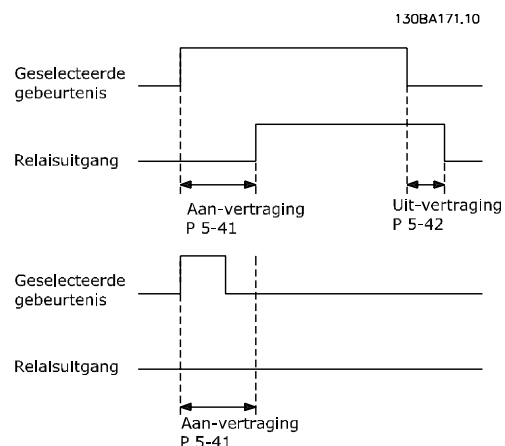 130BA171.10
Geselecteerde
gebeurtenis
Relaisuitgang
Aan-vertraging
P 5-41
Uit-vertraging
P 5-42
Geselecteerde
gebeurtenis
Relaisuitgang
Aan-vertraging
P 5-41